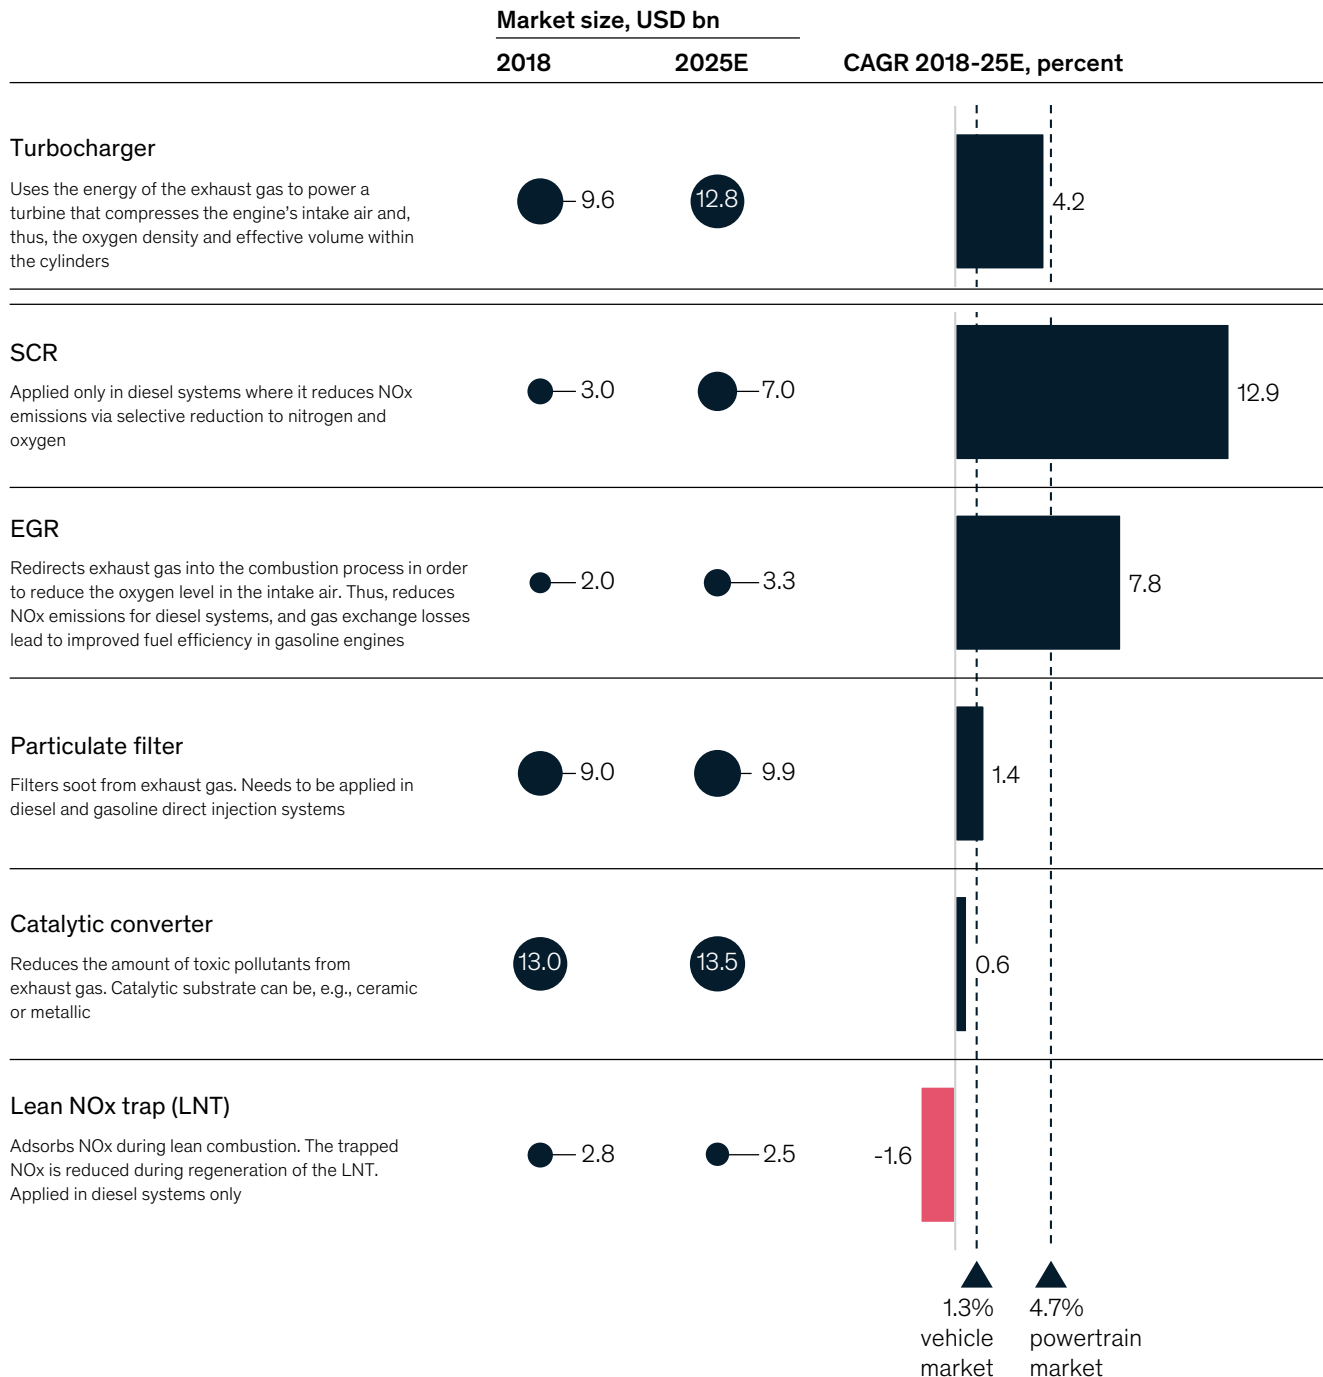 Market size, USD bn
2018 2025E CAGR 2018-25E, percent
Turbocharger
Uses the energy of the exhaust gas to power a
turbine that compresses the engine's intake air and,
thus, the oxygen density and effective volume within
the cylinders
9.6 12.8 4.2
SCR
Applied only in diesel systems where it reduces NOx
emissions via selective reduction to nitrogen and
oxygen
3.0 7.0 12.9
EGR
Redirects exhaust gas into the combustion process in order
to reduce the oxygen level in the intake air. Thus, reduces
NOx emissions for diesel systems, and gas exchange losses
lead to improved fuel efficiency in gasoline engines
2.0 3.3 7.8
Particulate filter
Filters soot from exhaust gas. Needs to be applied in
diesel and gasoline direct injection systems
9.0 9.9 1.4
Catalytic converter
Reduces the amount of toxic pollutants from
exhaust gas. Catalytic substrate can be, e.g., ceramic
or metallic
13.0 13.5 0.6
Lean NOx trap (LNT)
Adsorbs NOx during lean combustion. The trapped
NOx is reduced during regeneration of the LNT.
Applied in diesel systems only
2.8 2.5 -1.6
1.3%
vehicle
market
4.7%
powertrain
market